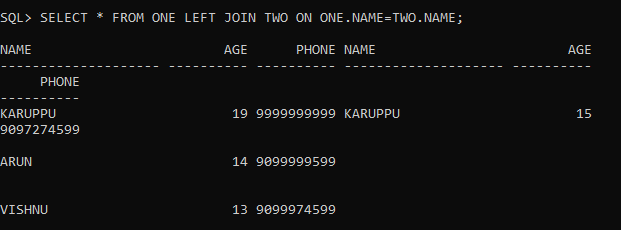 SQL> SELECT * FROM ONE LEFT JOIN TWO ON ONE.NAME=TWO.NAME;
NAME                        AGE      PHONE NAME                        AGE
-------------------- ---------- ---------- -------------------- ----------
     PHONE
----------
KARUPPU                      19 9999999999 KARUPPU                      15
9097274599
ARUN                         14 9099999599
VISHNU                       13 9099974599